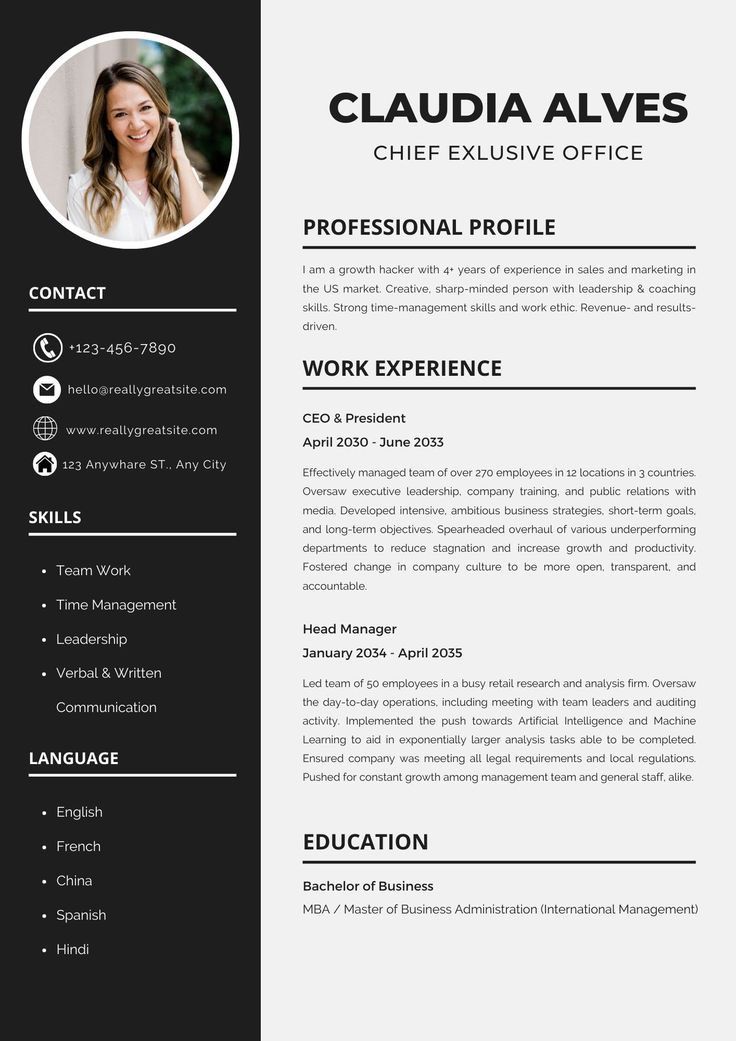 CLAUDIA ALVES
CHIEF EXLUSIVE OFFICE
CONTACT
+123-456-7890
hello@reallygreatsite.com
www.reallygreatsite.com
123 Anywhare ST., Any City
SKILLS
• Team Work
• Time Management
• Leadership
• Verbal & Written
Communication
LANGUAGE
• English
• French
• China
• Spanish
• Hindi
PROFESSIONAL PROFILE
I am a growth hacker with 4+ years of experience in sales and marketing in
the US market. Creative, sharp-minded person with leadership & coaching
skills. Strong time-management skills and work ethic. Revenue- and results-
driven.
WORK EXPERIENCE
CEO & President
April 2030 - June 2033
Effectively managed team of over 270 employees in 12 locations in 3 countries.
Oversaw executive leadership, company training, and public relations with
media. Developed intensive, ambitious business strategies, short-term goals,
and long-term objectives. Spearheaded overhaul of various underperforming
departments to reduce stagnation and increase growth and productivity.
Fostered change in company culture to be more open, transparent, and
accountable.
Head Manager
January 2034 - April 2035
Led team of 50 employees in a busy retail research and analysis firm. Oversaw
the day-to-day operations, including meeting with team leaders and auditing
activity. Implemented the push towards Artificial Intelligence and Machine
Learning to aid in exponentially larger analysis tasks able to be completed.
Ensured company was meeting all legal requirements and local regulations.
Pushed for constant growth among management team and general staff, alike.
EDUCATION
Bachelor of Business
MBA / Master of Business Administration (International Management)